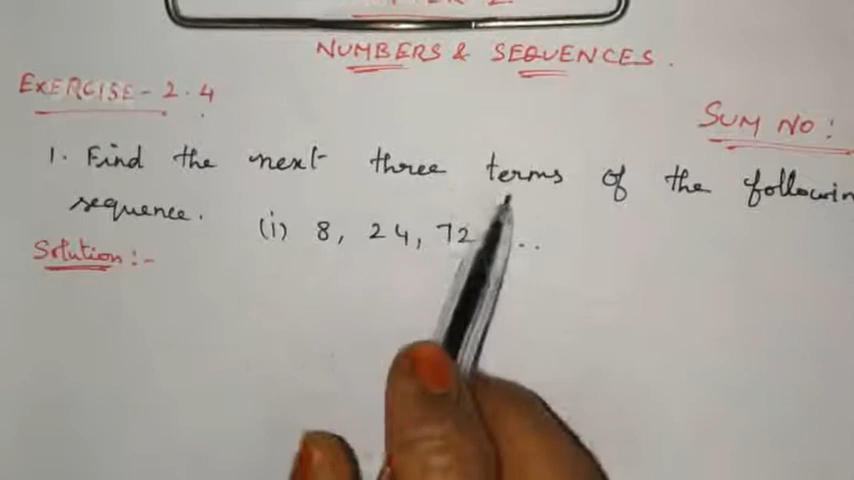 NUMBERS & SEQUENCES.
EXERCISE - 2.4
SUM NO:
1. Find the next three terms of the followin
sequence. (i) 8, 24, 72 ...
Solution:-